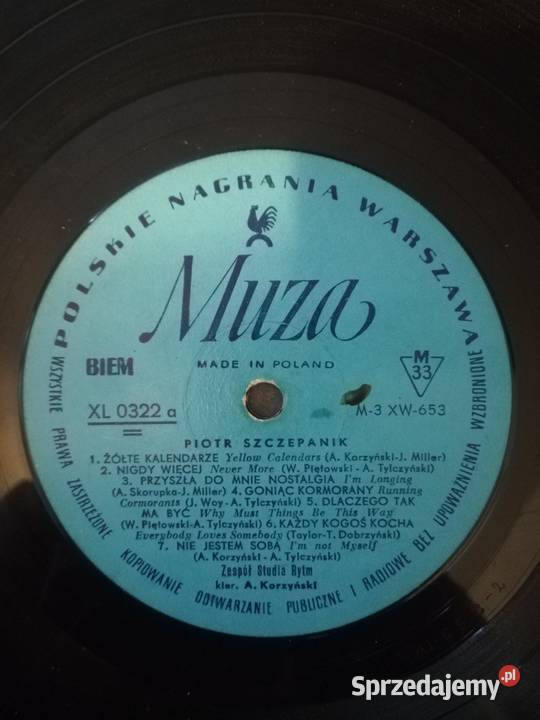 POLSKIE NAGRANIA WARSZAWA
Muza
MADE IN POLAND
BIEM
M
33
XL 0322 a
M-3 XW-653
PIOTR SZCZEPANIK
1. ŻÓŁTE KALENDARZE Yellow Calendars (A. Korzyński-J. Miller)
2. NIGDY WIĘCEJ Never More (W. Piętowski - A. Tylczyński)
3. PRZYSZŁA DO MNIE NOSTALGIA I'm Longing
(A. Skorupka-J. Miller) 4. GONIĄC KORMORANY Running
Cormorants (J. Woy - A. Tylczyński) 5. DLACZEGO TAK
MA BYĆ Why Must Things Be This Way
(W. Piętowski-A. Tylczyński) 6. KAŻDY KOGOŚ KOCHA
Everybody Loves Somebody (Taylor-T. Dobrzyński)
7. NIE JESTEM SOBĄ I'm not Myself
(A. Korzyński - A. Tylczyński)
Zespół Studia Rytm
kier. A. Korzyński
WSZYSTKIE PRAWA ZASTRZEŻONE KOPIOWANIE ODTWARZANIE PUBLICZNE I RADIOWE BEZ UPOWAŻNIENIA WZBRONIONE
Sprzedajemy.pl